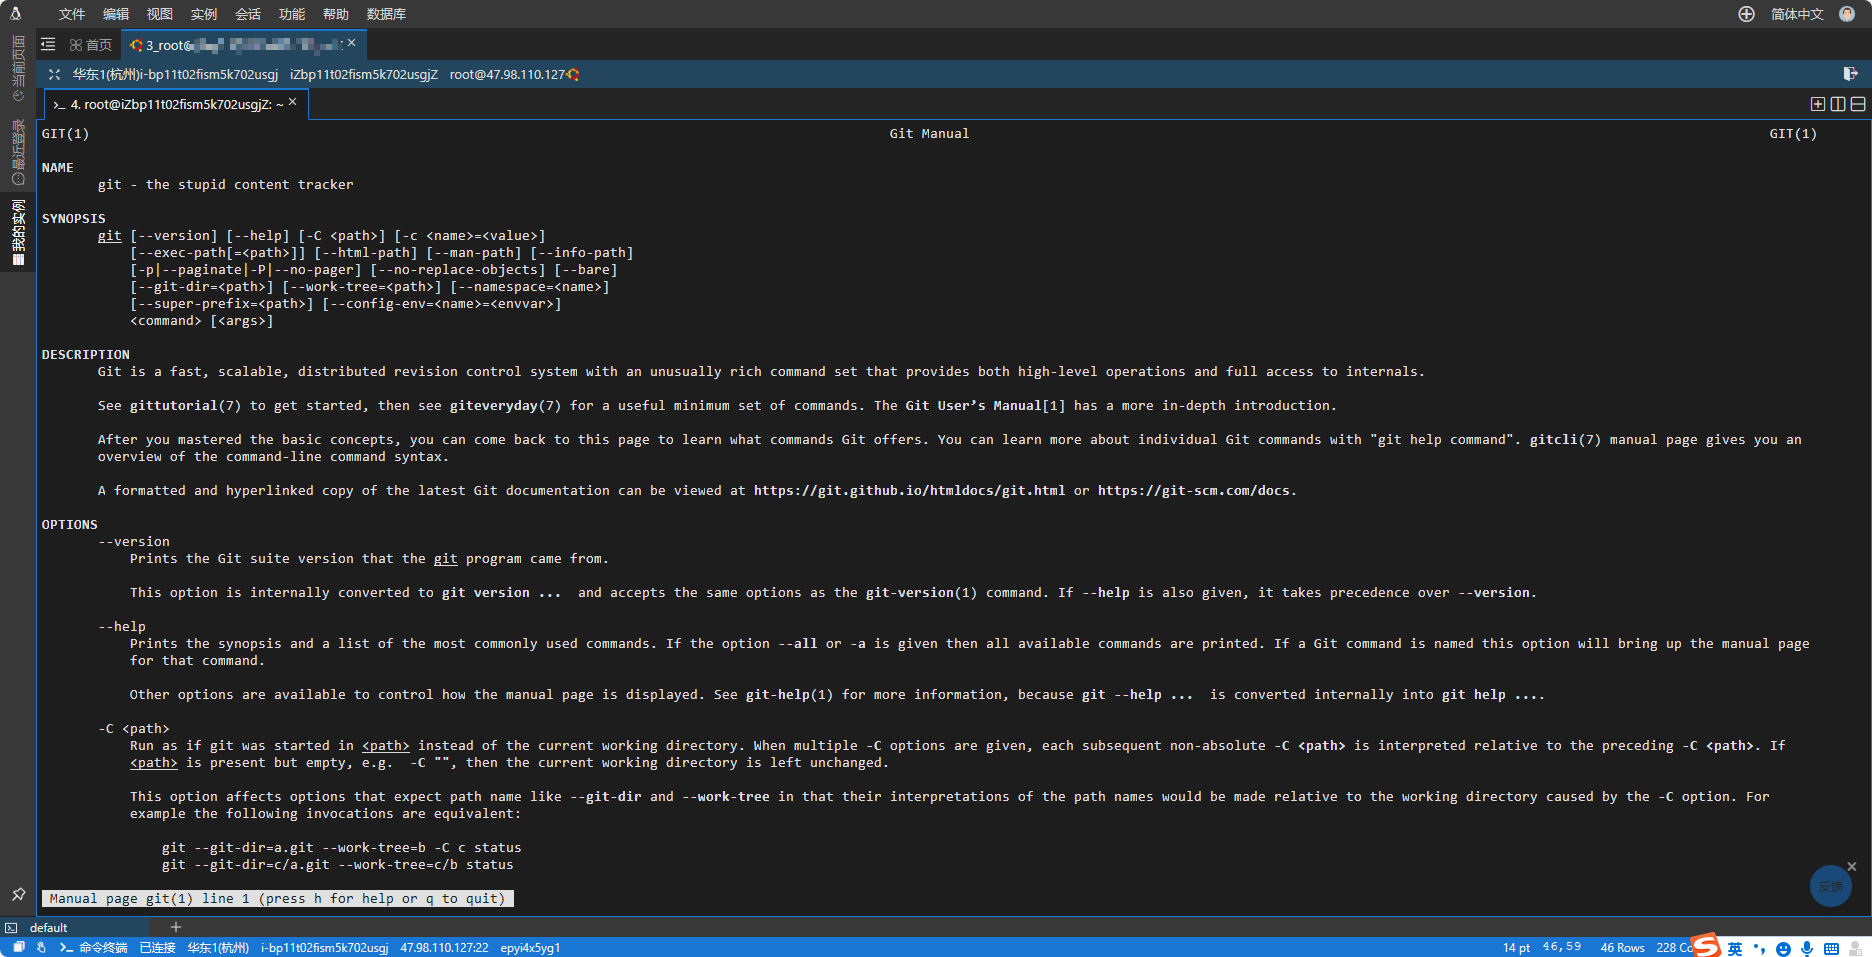 文件 编辑 视图 实例 会话 功能 帮助 数据库 简体中文
首页 3_root@
当前页面
最近登录
我的实例
华东1(杭州)i-bp11t02fism5k702usgj iZbp11t02fism5k702usgjZ root@47.98.110.127
>_ 4. root@iZbp11t02fism5k702usgjZ: ~
GIT(1) Git Manual GIT(1)
NAME
git - the stupid content tracker
SYNOPSIS
git [--version] [--help] [-C <path>] [-c <name>=<value>]
[--exec-path[=<path>]] [--html-path] [--man-path] [--info-path]
[-p|--paginate|-P|--no-pager] [--no-replace-objects] [--bare]
[--git-dir=<path>] [--work-tree=<path>] [--namespace=<name>]
[--super-prefix=<path>] [--config-env=<name>=<envvar>]
<command> [<args>]
DESCRIPTION
Git is a fast, scalable, distributed revision control system with an unusually rich command set that provides both high-level operations and full access to internals.
See gittutorial(7) to get started, then see giteveryday(7) for a useful minimum set of commands. The Git User’s Manual[1] has a more in-depth introduction.
After you mastered the basic concepts, you can come back to this page to learn what commands Git offers. You can learn more about individual Git commands with "git help command". gitcli(7) manual page gives you an
overview of the command-line command syntax.
A formatted and hyperlinked copy of the latest Git documentation can be viewed at https://git.github.io/htmldocs/git.html or https://git-scm.com/docs.
OPTIONS
--version
Prints the Git suite version that the git program came from.
This option is internally converted to git version ...  and accepts the same options as the git-version(1) command. If --help is also given, it takes precedence over --version.
--help
Prints the synopsis and a list of the most commonly used commands. If the option --all or -a is given then all available commands are printed. If a Git command is named this option will bring up the manual page
for that command.
Other options are available to control how the manual page is displayed. See git-help(1) for more information, because git --help ...  is converted internally into git help ....
-C <path>
Run as if git was started in <path> instead of the current working directory. When multiple -C options are given, each subsequent non-absolute -C <path> is interpreted relative to the preceding -C <path>. If
<path> is present but empty, e.g.  -C "", then the current working directory is left unchanged.
This option affects options that expect path name like --git-dir and --work-tree in that their interpretations of the path names would be made relative to the working directory caused by the -C option. For
example the following invocations are equivalent:
git --git-dir=a.git --work-tree=b -C c status
git --git-dir=c/a.git --work-tree=c/b status
反馈
Manual page git(1) line 1 (press h for help or q to quit)
default
命令终端 已连接 华东1(杭州) i-bp11t02fism5k702usgj 47.98.110.127:22 epyi4x5yg1 14 pt 46,59 46 Rows 228 英